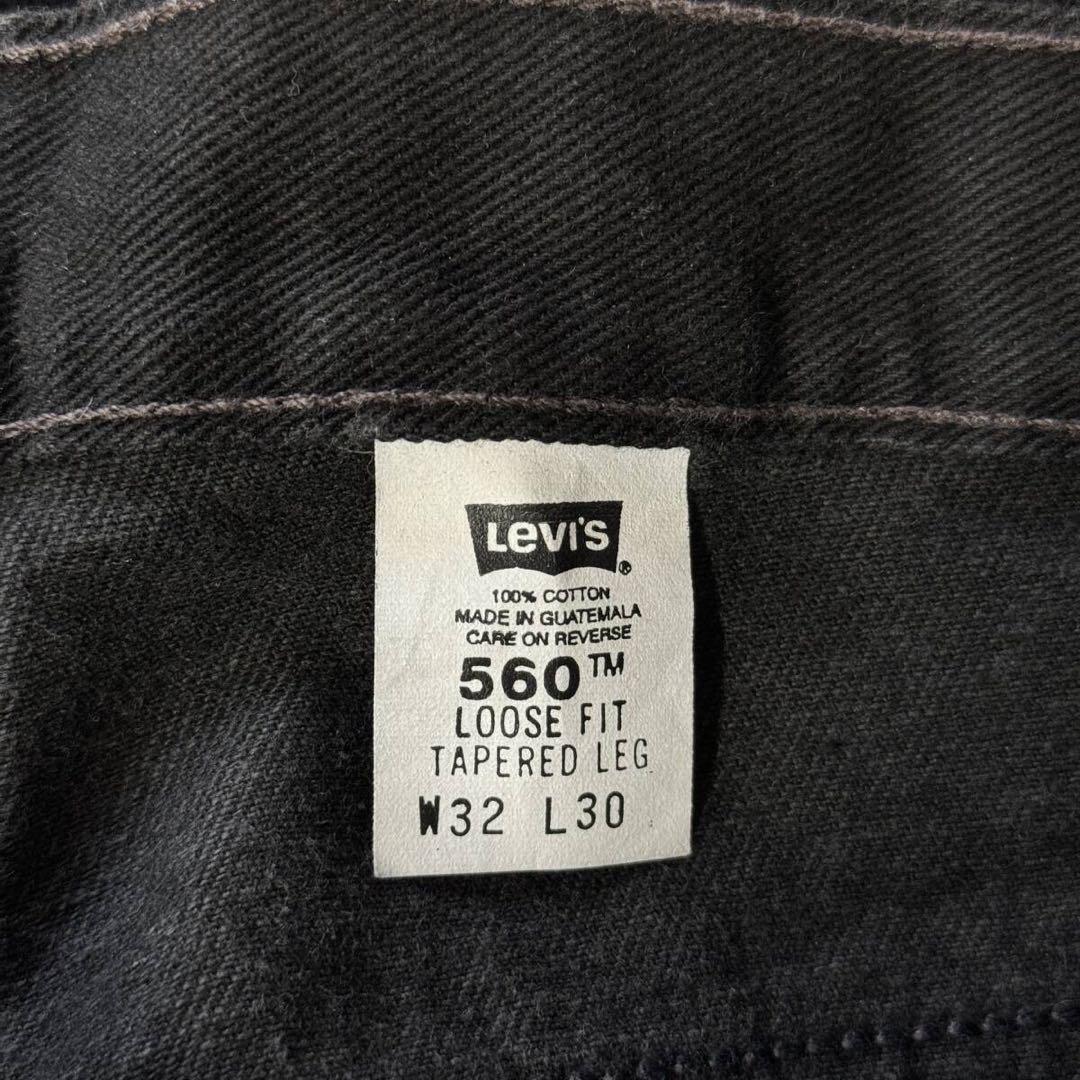 Levi's ®
100% COTTON
MADE IN GUATEMALA
CARE ON REVERSE
560™
LOOSE FIT
TAPERED LEG
W32 L30